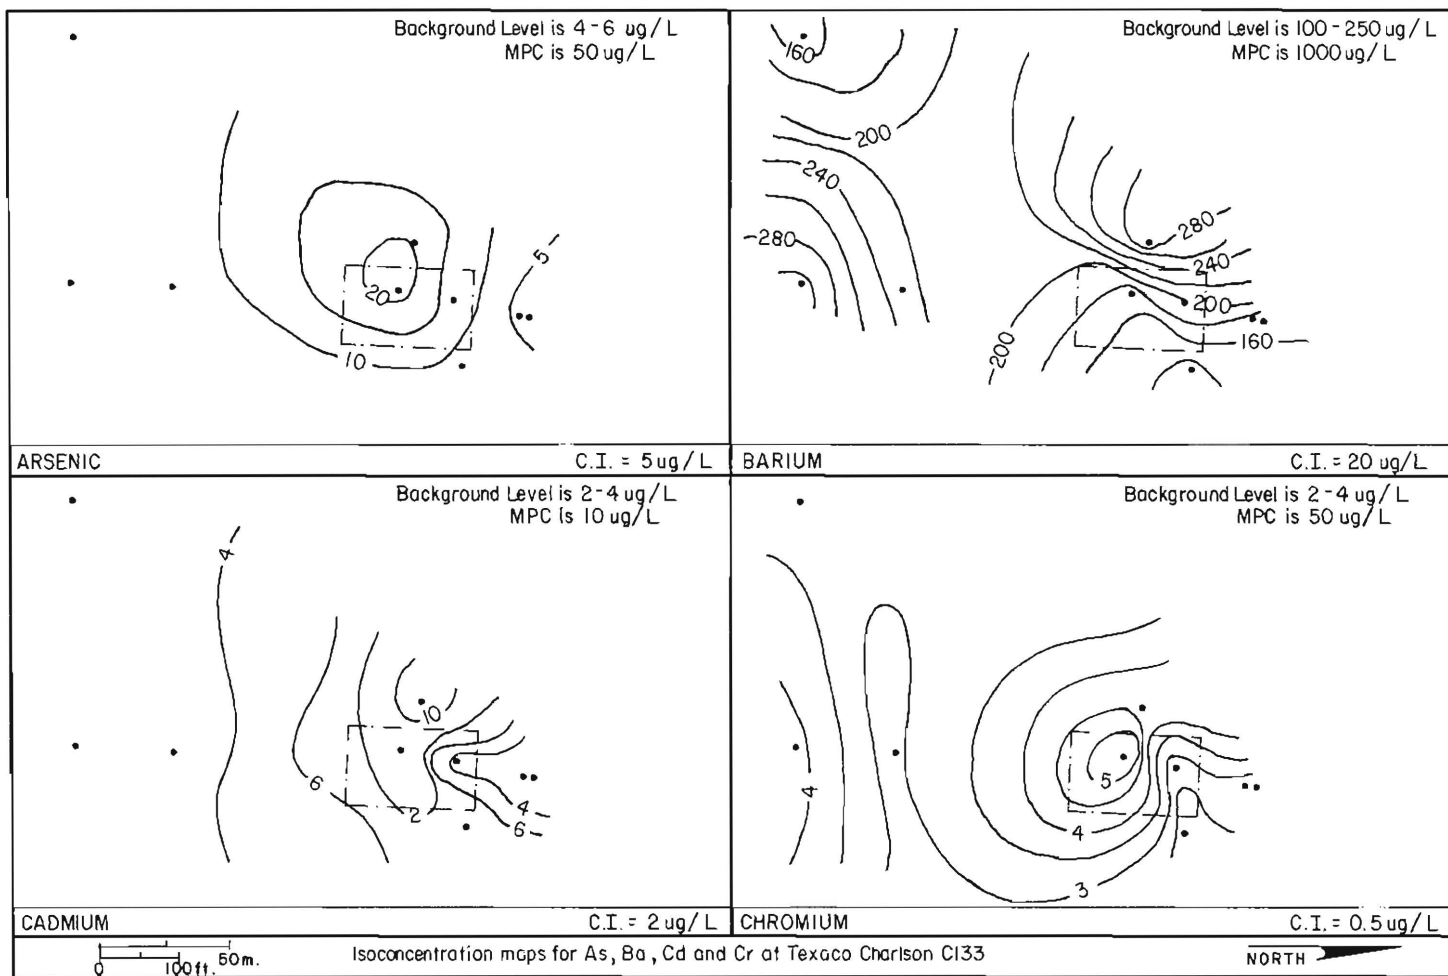 Background Level is 4-6 ug/L
MPC is 50 ug/L
5
20
10
ARSENIC
C.I. = 5 ug/L
Background Level is 100-250 ug/L
MPC is 1000 ug/L
160
200
240
280
280
240
200
200
160
BARIUM
C.I. = 20 ug/L
Background Level is 2-4 ug/L
MPC is 10 ug/L
4
10
6
2
4
6
CADMIUM
C.I. = 2 ug/L
Background Level is 2-4 ug/L
MPC is 50 ug/L
4
5
4
3
CHROMIUM
C.I. = 0.5 ug/L
0 50m.
100ft.
Isoconcentration maps for As, Ba, Cd and Cr at Texaco Charlson C133
NORTH